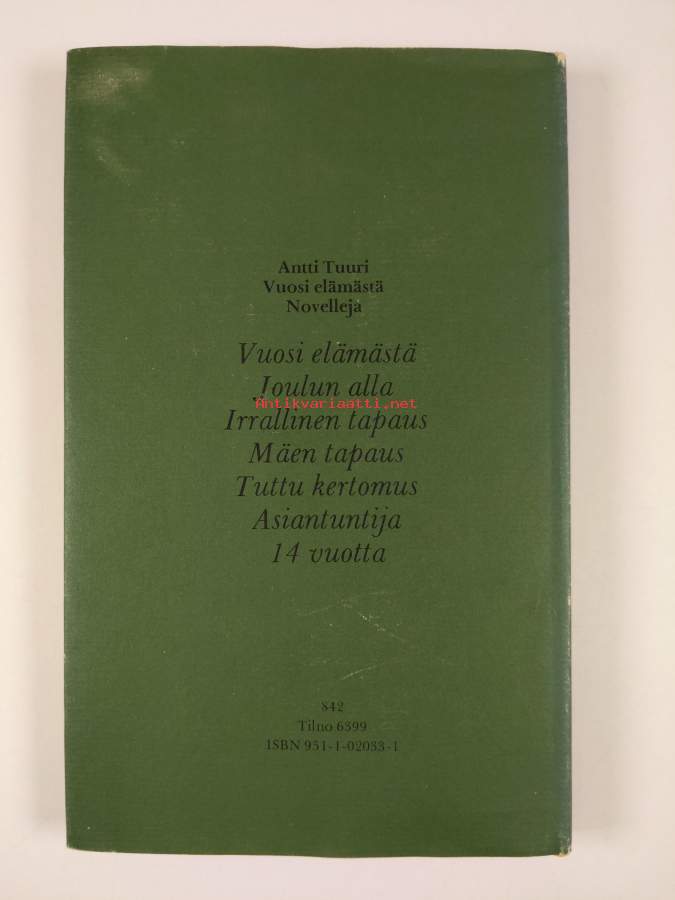 Antti Tuuri
Vuosi elämästä
Novelleja
Vuosi elämästä
Joulun alla
Antikvariaatti.net
Irrallinen tapaus
Mäen tapaus
Tuttu kertomus
Asiantuntija
14 vuotta
842
Tilno 6399
ISBN 951-1-02033-1